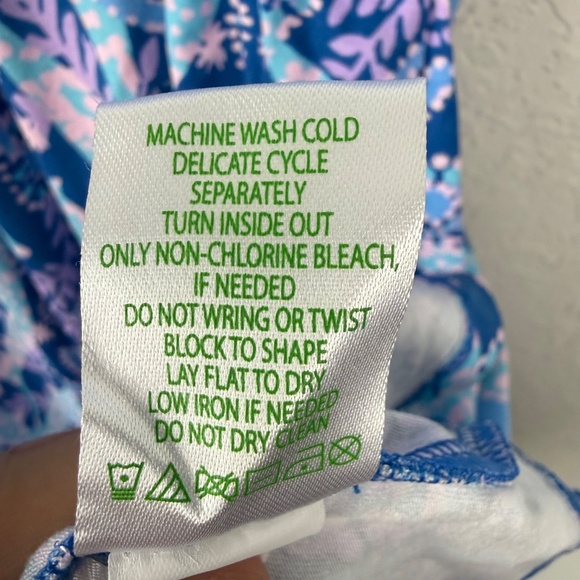 MACHINE WASH COLD
DELICATE CYCLE
SEPARATELY
TURN INSIDE OUT
ONLY NON-CHLORINE BLEACH,
IF NEEDED
DO NOT WRING OR TWIST
BLOCK TO SHAPE
LAY FLAT TO DRY
LOW IRON IF NEEDED
DO NOT DRY CLEAN